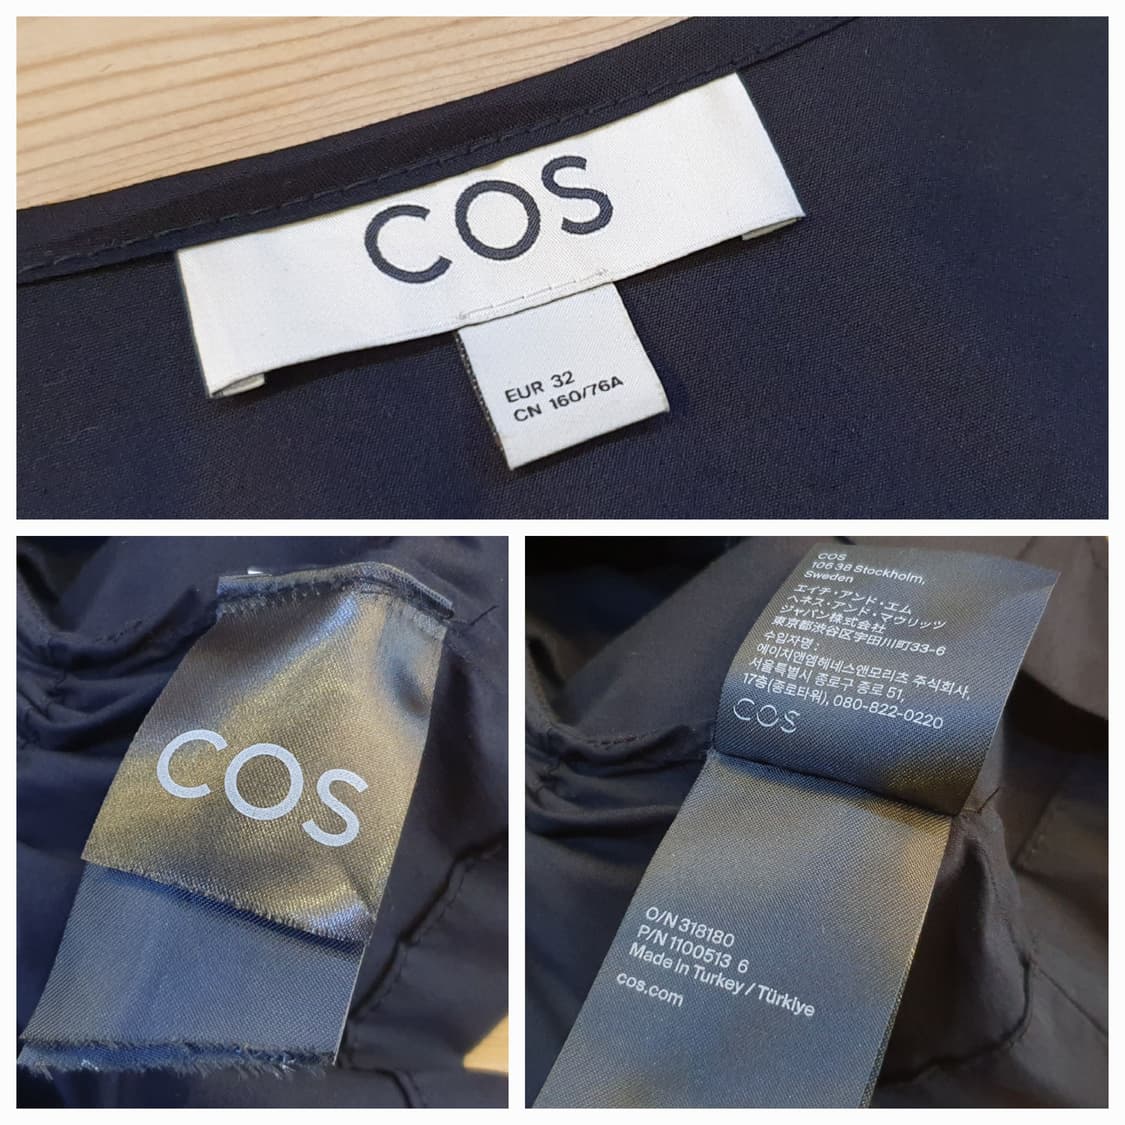 COS
EUR 32
CN 160/76A
COS
COS
106 38 Stockholm,
Sweden
エイチ・アンド・エム
ヘネス・アンド・マウリッツ
ジャパン株式会社
東京都渋谷区宇田川町33-6
수입자명 :
에이치앤엠헤네스앤모리츠 주식회사,
서울특별시 종로구 종로 51,
17층(종로타워), 080-822-0220
COS
O/N 318180
P/N 1100513 6
Made in Turkey / Türkiye
cos.com